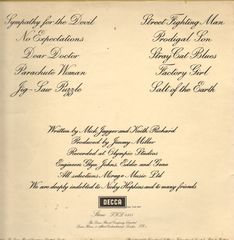 Sympathy for the Devil
No Expectations
Dear Doctor
Parachute Woman
Jig-Saw Puzzle
Street Fighting Man
Prodigal Son
Stray Cat Blues
Factory Girl
Salt of the Earth
Written by Mick Jagger and Keith Richard
Produced by Jimmy Miller
Recorded at Olympic Studios
Engineer Glyn Johns, Eddie and Gene
All selections Mirage Music Ltd
We are deeply indebted to Nicky Hopkins and to many friends
DECCA
Stereo